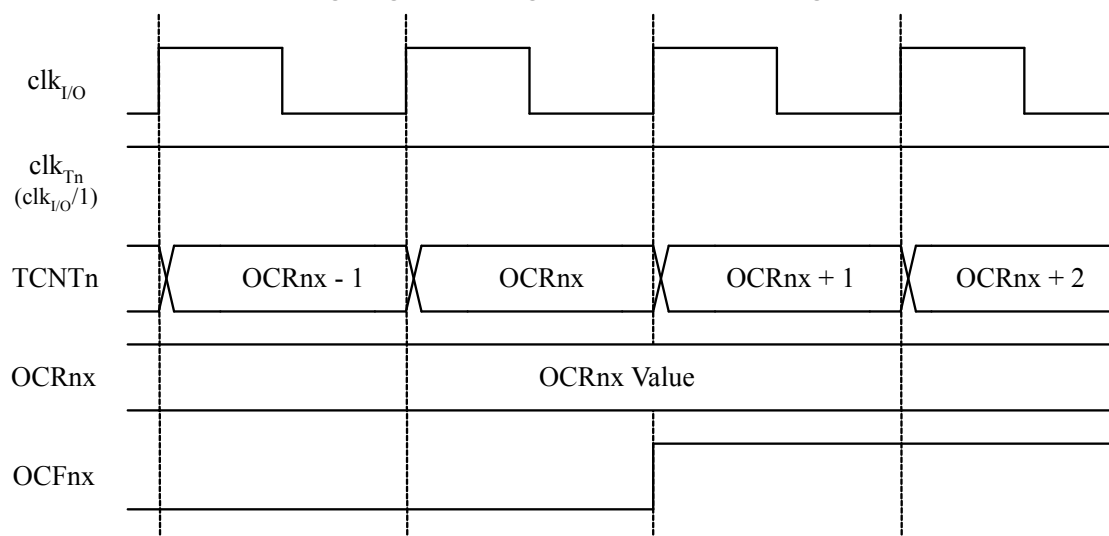 clkI/O
clkTn
(clkI/O/1)
TCNTn OCRnx - 1 OCRnx OCRnx + 1 OCRnx + 2
OCRnx OCRnx Value
OCFnx